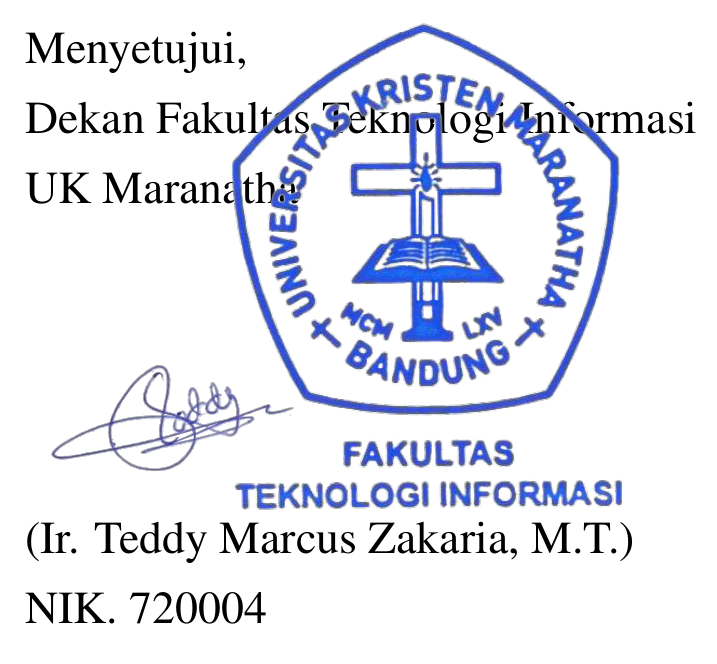 Menyetujui,
Dekan Fakultas Teknologi Informasi
UK Maranatha
UNIVERSITAS KRISTEN MARANATHA
MCM LXV
BANDUNG
Teddy
FAKULTAS
TEKNOLOGI INFORMASI
(Ir. Teddy Marcus Zakaria, M.T.)
NIK. 720004